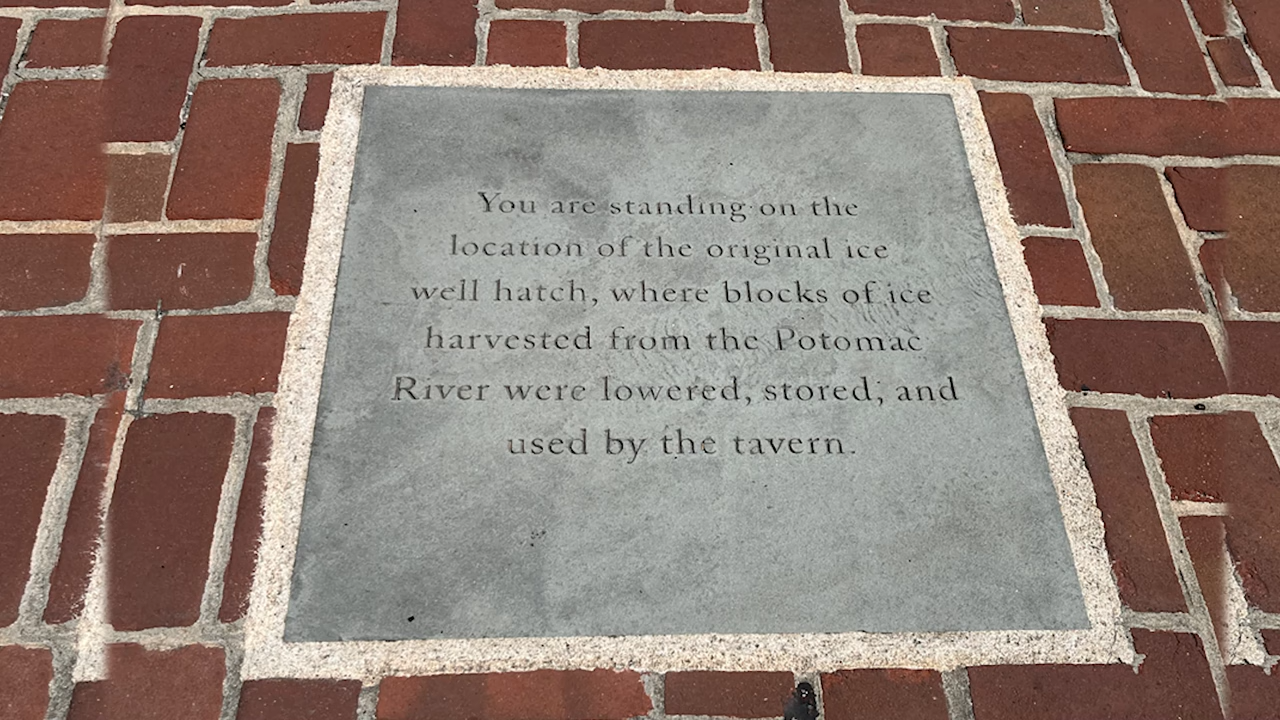 You are standing on the
location of the original ice
well hatch, where blocks of ice
harvested from the Potomac
River were lowered, stored, and
used by the tavern.